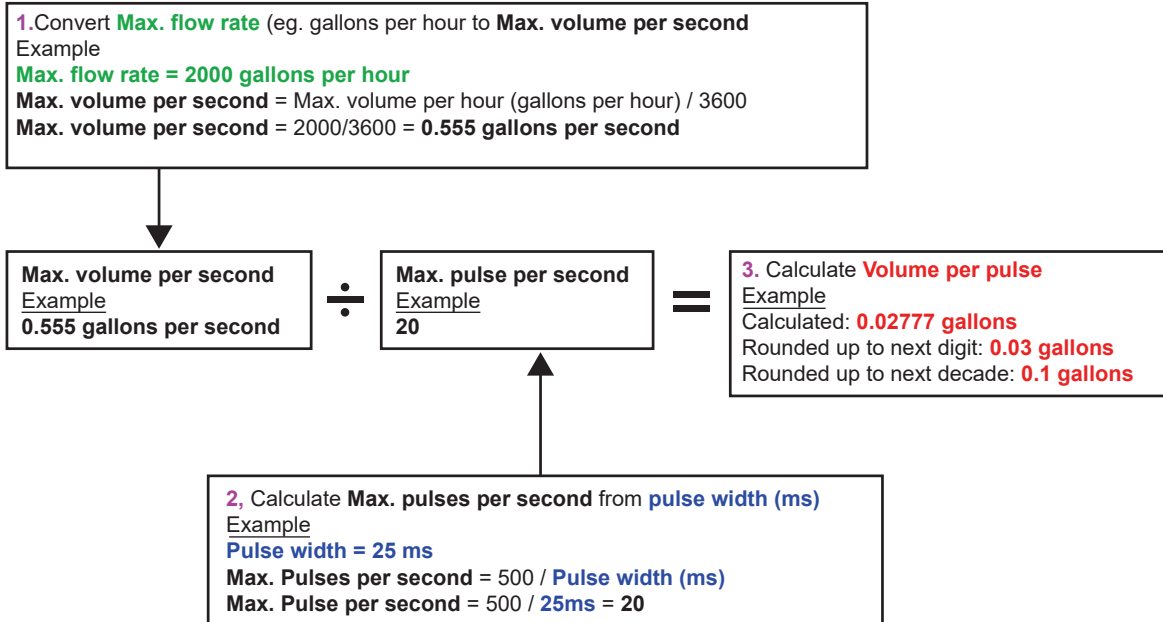 1.Convert Max. flow rate (eg. gallons per hour to Max. volume per second
Example
Max. flow rate = 2000 gallons per hour
Max. volume per second = Max. volume per hour (gallons per hour) / 3600
Max. volume per second = 2000/3600 = 0.555 gallons per second
Max. volume per second
Example
0.555 gallons per second
÷
Max. pulse per second
Example
20
=
3. Calculate Volume per pulse
Example
Calculated: 0.02777 gallons
Rounded up to next digit: 0.03 gallons
Rounded up to next decade: 0.1 gallons
2, Calculate Max. pulses per second from pulse width (ms)
Example
Pulse width = 25 ms
Max. Pulses per second = 500 / Pulse width (ms)
Max. Pulse per second = 500 / 25ms = 20